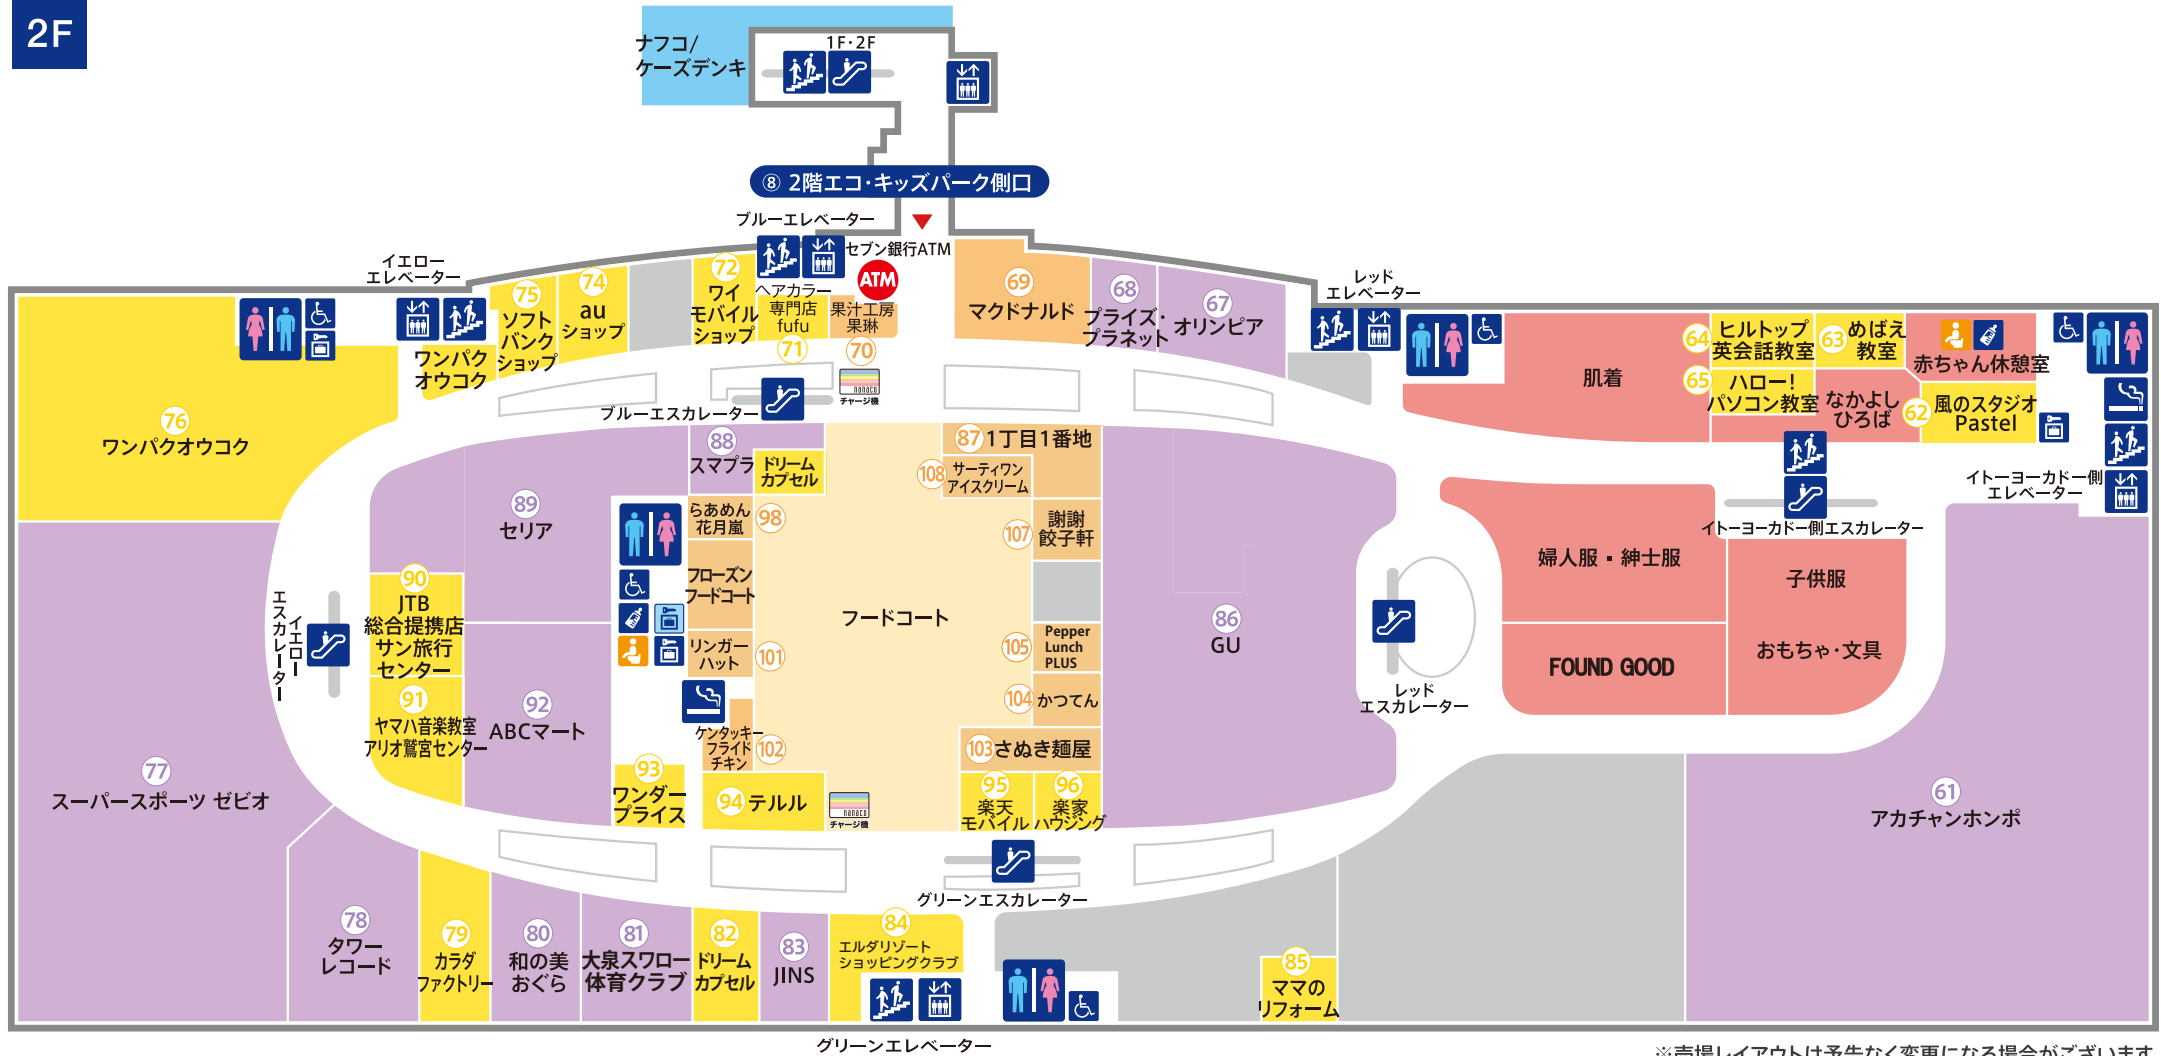 2F
ナフコ/
ケーズデンキ
1F・2F
⑧ 2階エコ・キッズパーク側口
ブルーエレベーター
セブン銀行ATM
ATM
イエロー
エレベーター
レッド
エレベーター
75
ソフト
バンク
ショップ
74
au
ショップ
72
ワイ
モバイル
ショップ
ヘアカラー
専門店
fufu
71
果汁工房
果琳
70
nanaco
チャージ機
69
マクドナルド
68
プライズ・
プラネット
67
オリンピア
ワンパク
オウコク
76
ワンパクオウコク
肌着
64
ヒルトップ
英会話教室
63
めばえ
教室
赤ちゃん休憩室
65
ハロー!
パソコン教室
なかよし
ひろば
62
風のスタジオ
Pastel
ブルーエスカレーター
88
スマプラ
ドリーム
カプセル
87
1丁目1番地
108
サーティワン
アイスクリーム
89
セリア
らあめん
花月嵐
98
107
謝謝
餃子軒
イトーヨーカドー側
エレベーター
イトーヨーカドー側エスカレーター
フローズン
フードコート
フードコート
婦人服・紳士服
子供服
おもちゃ・文具
FOUND GOOD
イエロー
エスカレーター
90
JTB
総合提携店
サン旅行
センター
91
ヤマハ音楽教室
アリオ鷲宮センター
リンガー
ハット
101
105
Pepper
Lunch
PLUS
86
GU
104
かつてん
レッド
エスカレーター
92
ABCマート
ケンタッキー
フライド
チキン
102
103
さぬき麺屋
77
スーパースポーツ ゼビオ
93
ワンダー
プライス
94
テルル
nanaco
チャージ機
95
楽天
モバイル
96
楽家
ハウジング
61
アカチャンホンポ
グリーンエスカレーター
78
タワー
レコード
79
カラダ
ファクトリー
80
和の美
おぐら
81
大泉スワロー
体育クラブ
82
ドリーム
カプセル
83
JINS
84
エルダリゾート
ショッピングクラブ
85
ママの
リフォーム
グリーンエレベーター
※売場レイアウトは予告なく変更になる場合がございます